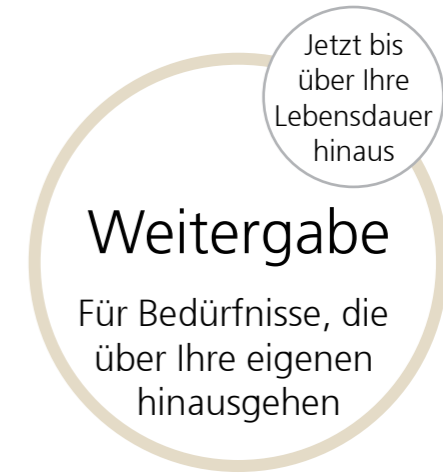 Jetzt bis
über Ihre
Lebensdauer
hinaus
Weitergabe
Für Bedürfnisse, die
über Ihre eigenen
hinausgehen